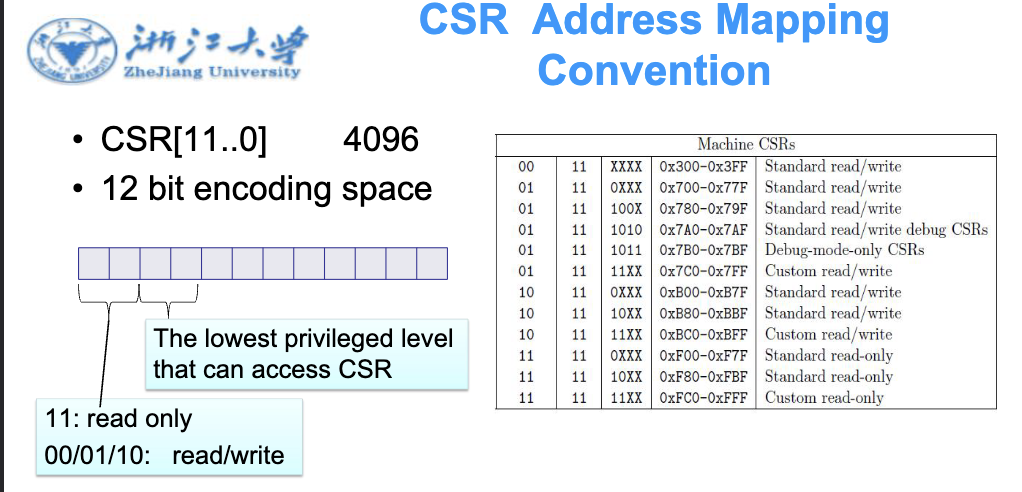 浙江大学
ZheJiang University
CSR Address Mapping
Convention
• CSR[11..0] 4096
• 12 bit encoding space
The lowest privileged level
that can access CSR
11: read only
00/01/10: read/write
Machine CSRs
00 11 XXXX 0x300-0x3FF Standard read/write
01 11 0XXX 0x700-0x77F Standard read/write
01 11 100X 0x780-0x79F Standard read/write
01 11 1010 0x7A0-0x7AF Standard read/write debug CSRs
01 11 1011 0x7B0-0x7BF Debug-mode-only CSRs
01 11 11XX 0x7C0-0x7FF Custom read/write
10 11 0XXX 0xB00-0xB7F Standard read/write
10 11 10XX 0xB80-0xBBF Standard read/write
10 11 11XX 0xBC0-0xBFF Custom read/write
11 11 0XXX 0xF00-0xF7F Standard read-only
11 11 10XX 0xF80-0xFBF Standard read-only
11 11 11XX 0xFC0-0xFFF Custom read-only